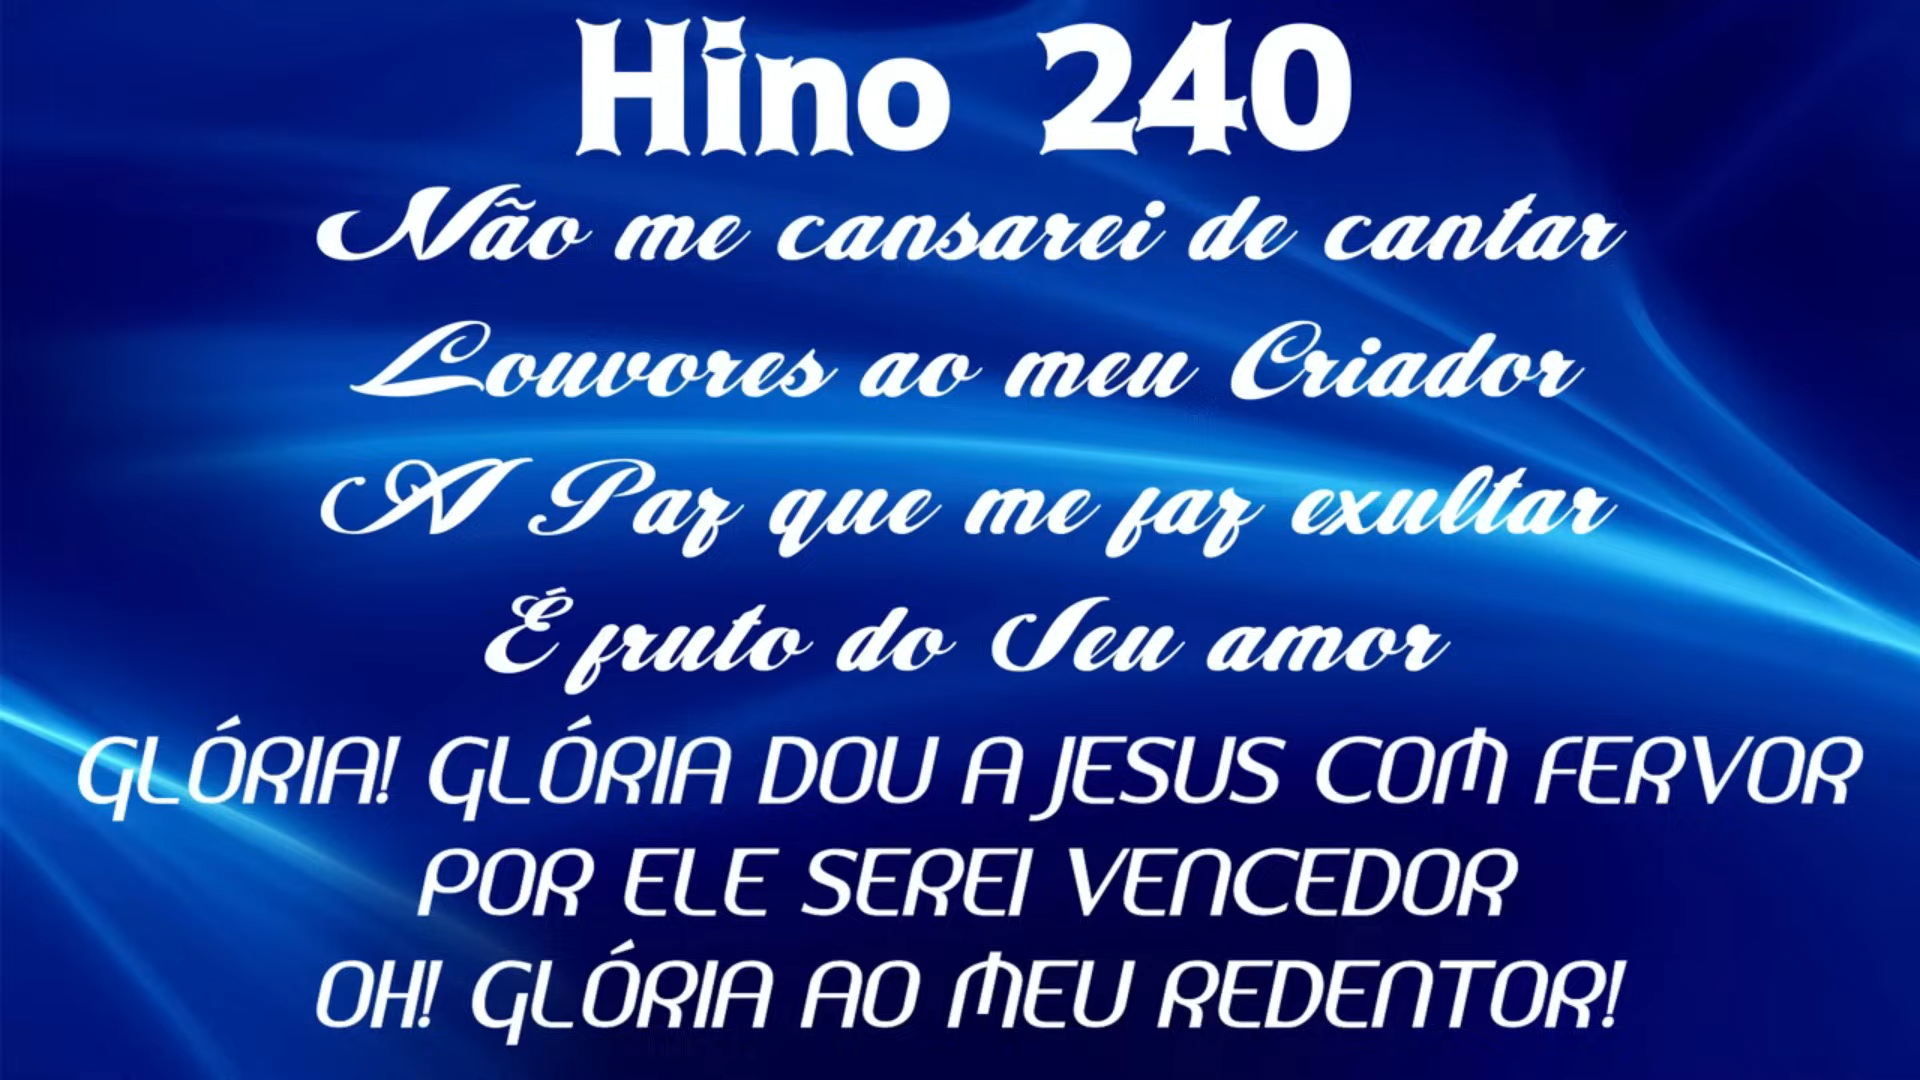 Hino 240
Não me cansarei de cantar
Louvores ao meu Criador
A Paz que me faz exultar
É fruto do Seu amor
GLÓRIA! GLÓRIA DOU A JESUS COM FERVOR
POR ELE SEREI VENCEDOR
OH! GLÓRIA AO MEU REDENTOR!